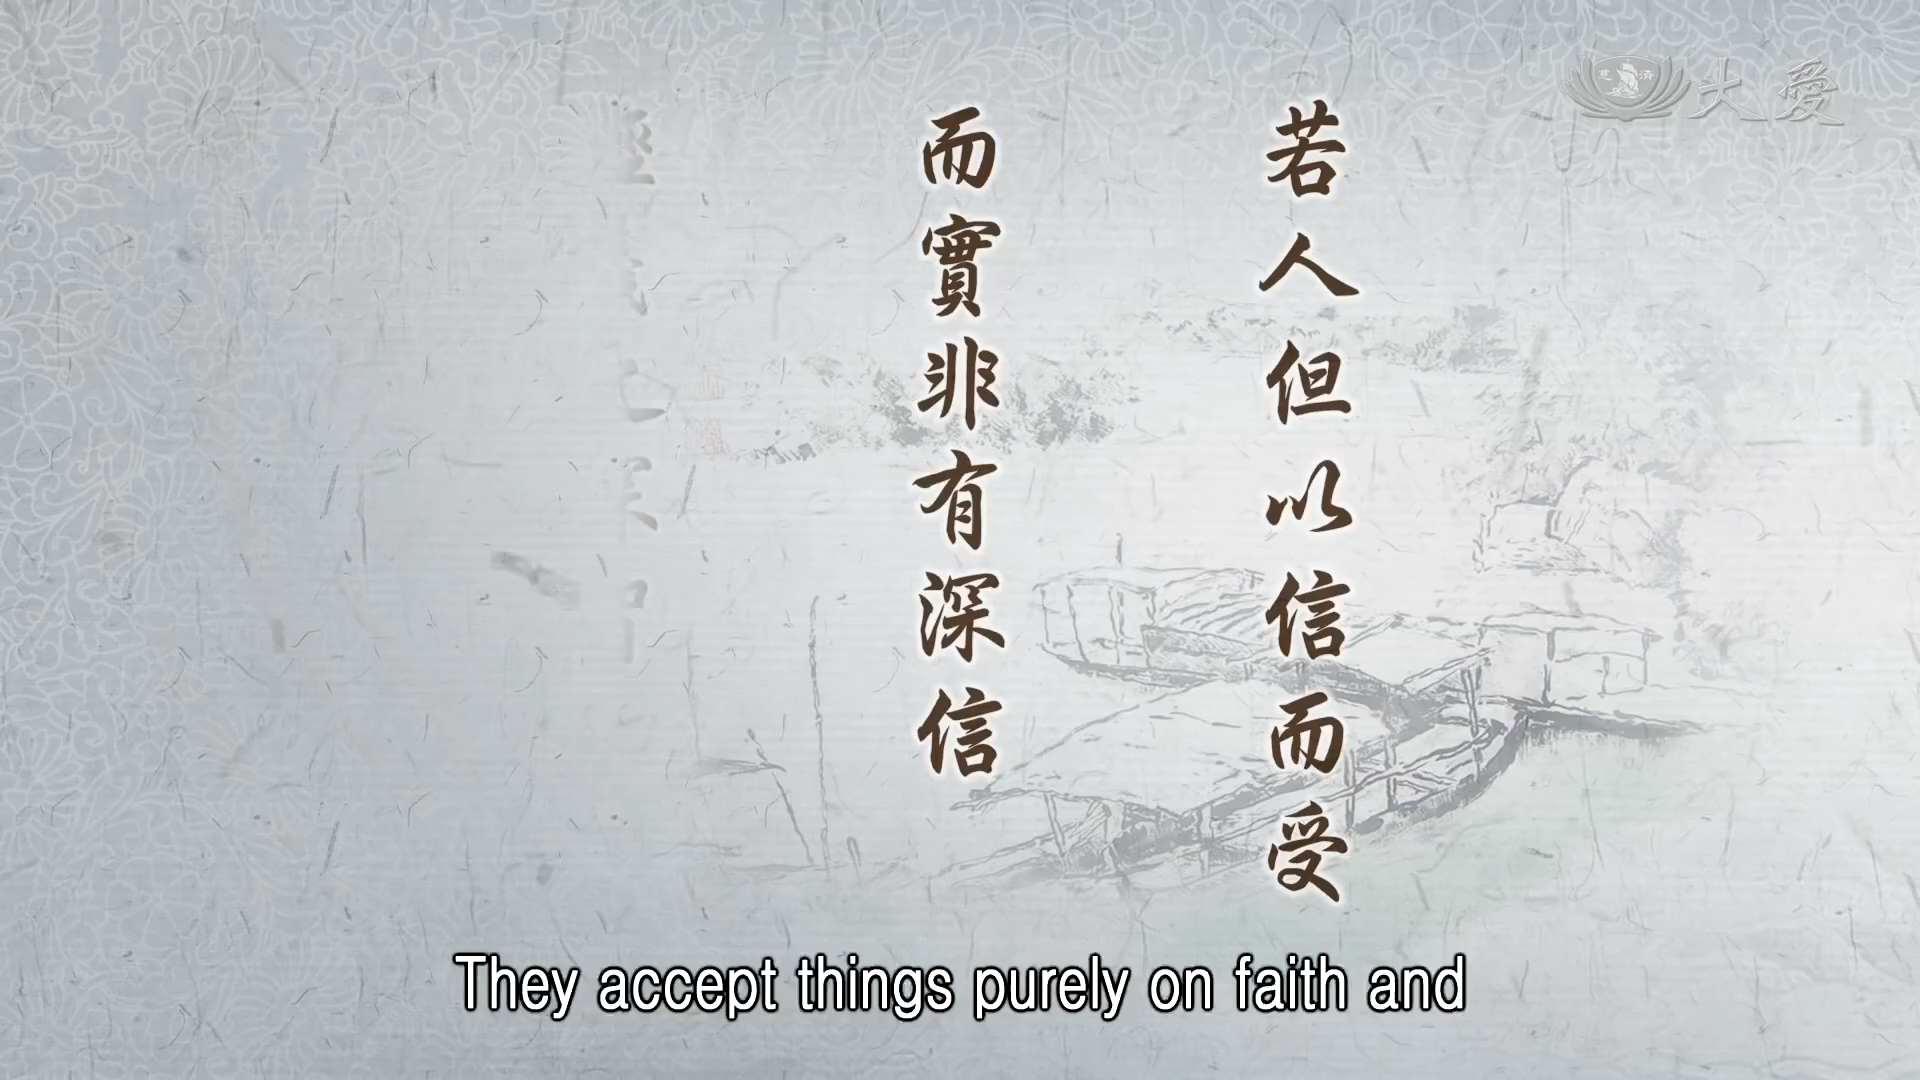 大愛
若人但以信而受
而實非有深信
They accept things purely on faith and